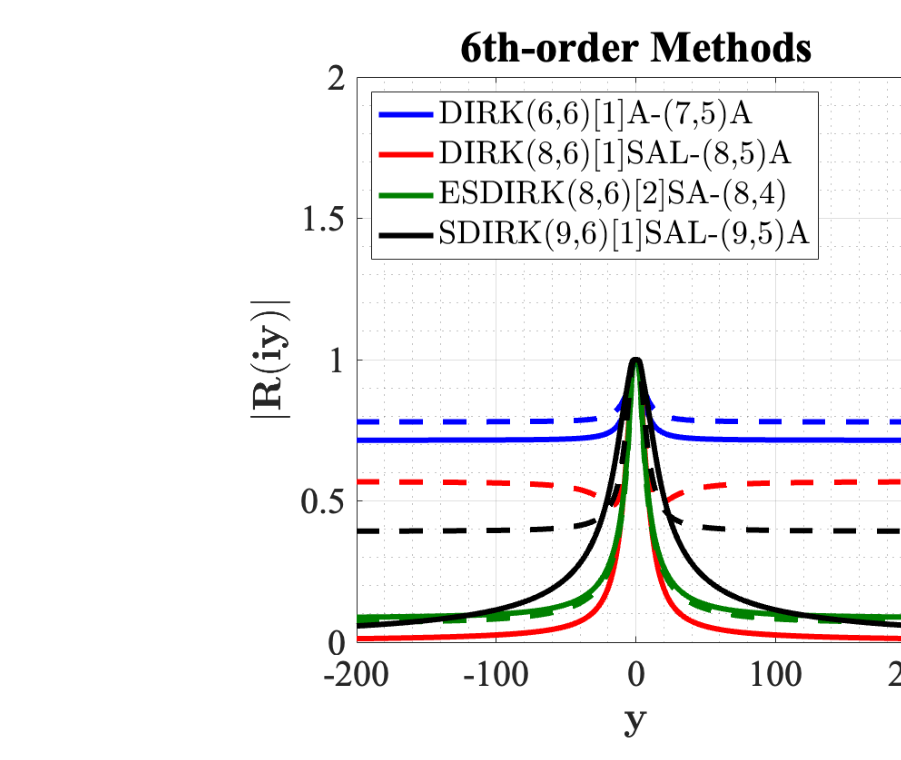 6th-order Methods
2
DIRK(6,6)[1]A-(7,5)A
DIRK(8,6)[1]SAL-(8,5)A
ESDIRK(8,6)[2]SA-(8,4)
SDIRK(9,6)[1]SAL-(9,5)A
1.5
|R(iy)|
1
0.5
0
-200 -100 0 100 2
y